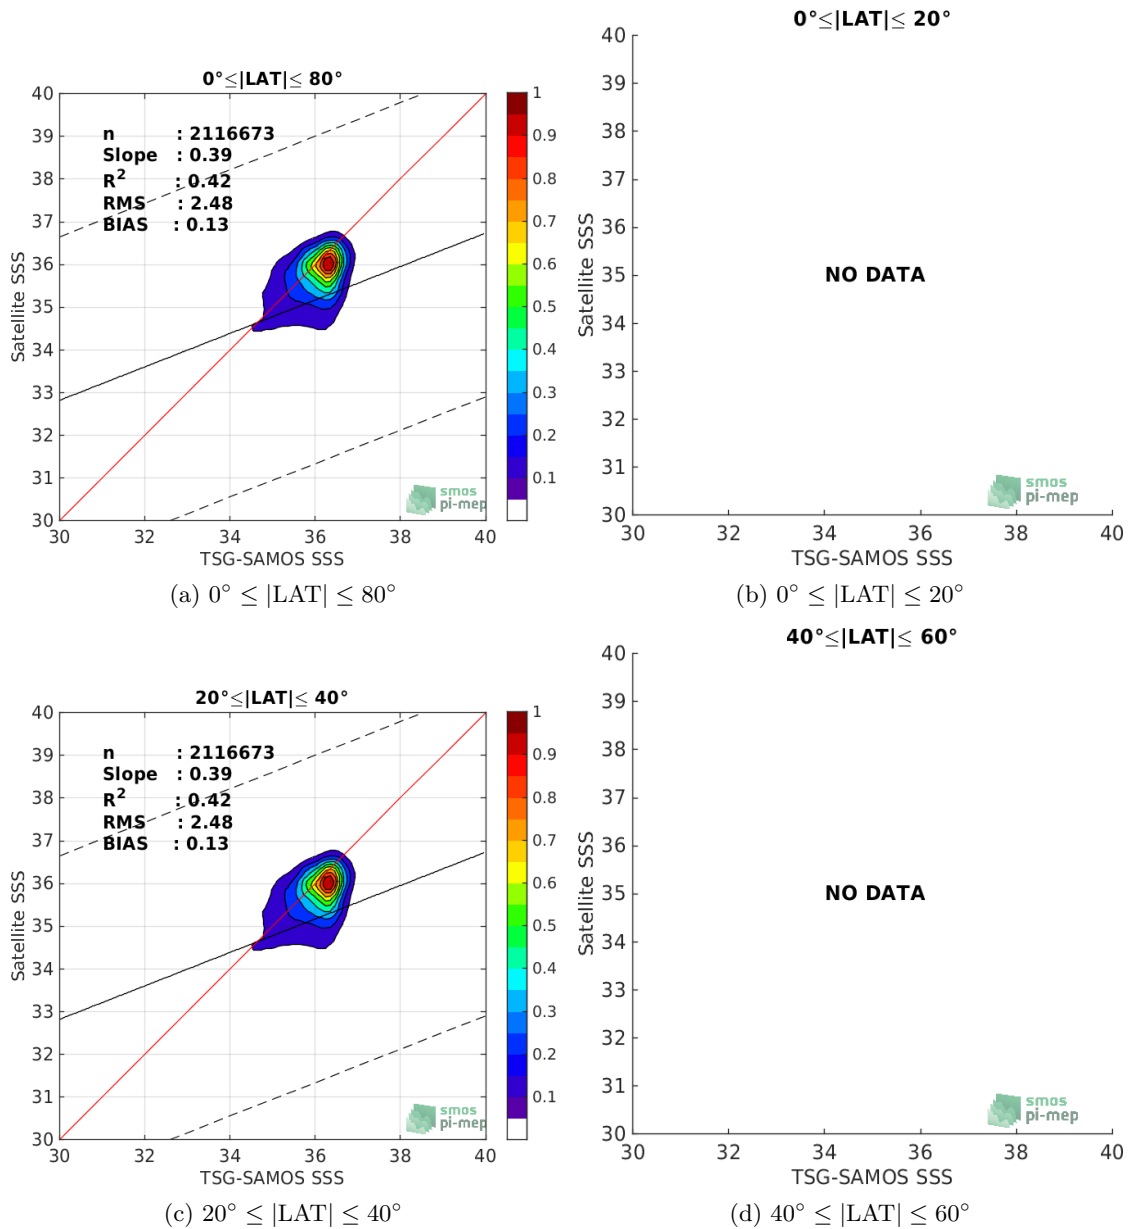 0°≤|LAT|≤ 80°
40
39
38
37
36
35
34
33
32
31
30
Satellite SSS
n : 2116673
Slope : 0.39
R² : 0.42
RMS : 2.48
BIAS : 0.13
smos
pi-mep
30 32 34 36 38 40
TSG-SAMOS SSS
1
0.9
0.8
0.7
0.6
0.5
0.4
0.3
0.2
0.1
(a) 0° ≤ |LAT| ≤ 80°
0°≤|LAT|≤ 20°
40
39
38
37
36
35
34
33
32
31
30
Satellite SSS
NO DATA
smos
pi-mep
30 32 34 36 38 40
TSG-SAMOS SSS
(b) 0° ≤ |LAT| ≤ 20°
20°≤|LAT|≤ 40°
40
39
38
37
36
35
34
33
32
31
30
Satellite SSS
n : 2116673
Slope : 0.39
R² : 0.42
RMS : 2.48
BIAS : 0.13
smos
pi-mep
30 32 34 36 38 40
TSG-SAMOS SSS
1
0.9
0.8
0.7
0.6
0.5
0.4
0.3
0.2
0.1
(c) 20° ≤ |LAT| ≤ 40°
40°≤|LAT|≤ 60°
40
39
38
37
36
35
34
33
32
31
30
Satellite SSS
NO DATA
smos
pi-mep
30 32 34 36 38 40
TSG-SAMOS SSS
(d) 40° ≤ |LAT| ≤ 60°